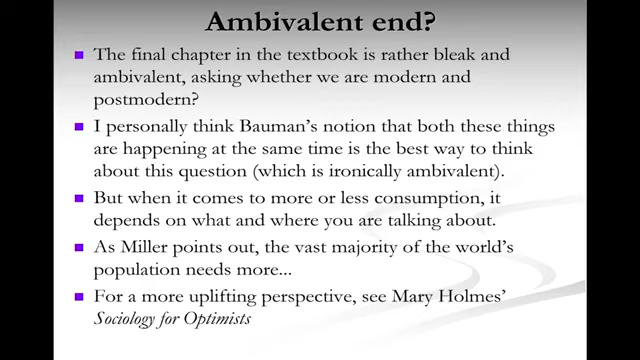 Ambivalent end?
The final chapter in the textbook is rather bleak and
ambivalent, asking whether we are modern and
postmodern?
I personally think Bauman's notion that both these things
are happening at the same time is the best way to think
about this question (which is ironically ambivalent).
But when it comes to more or less consumption, it
depends on what and where you are talking about.
As Miller points out, the vast majority of the world's
population needs more...
For a more uplifting perspective, see Mary Holmes'
Sociology for Optimists